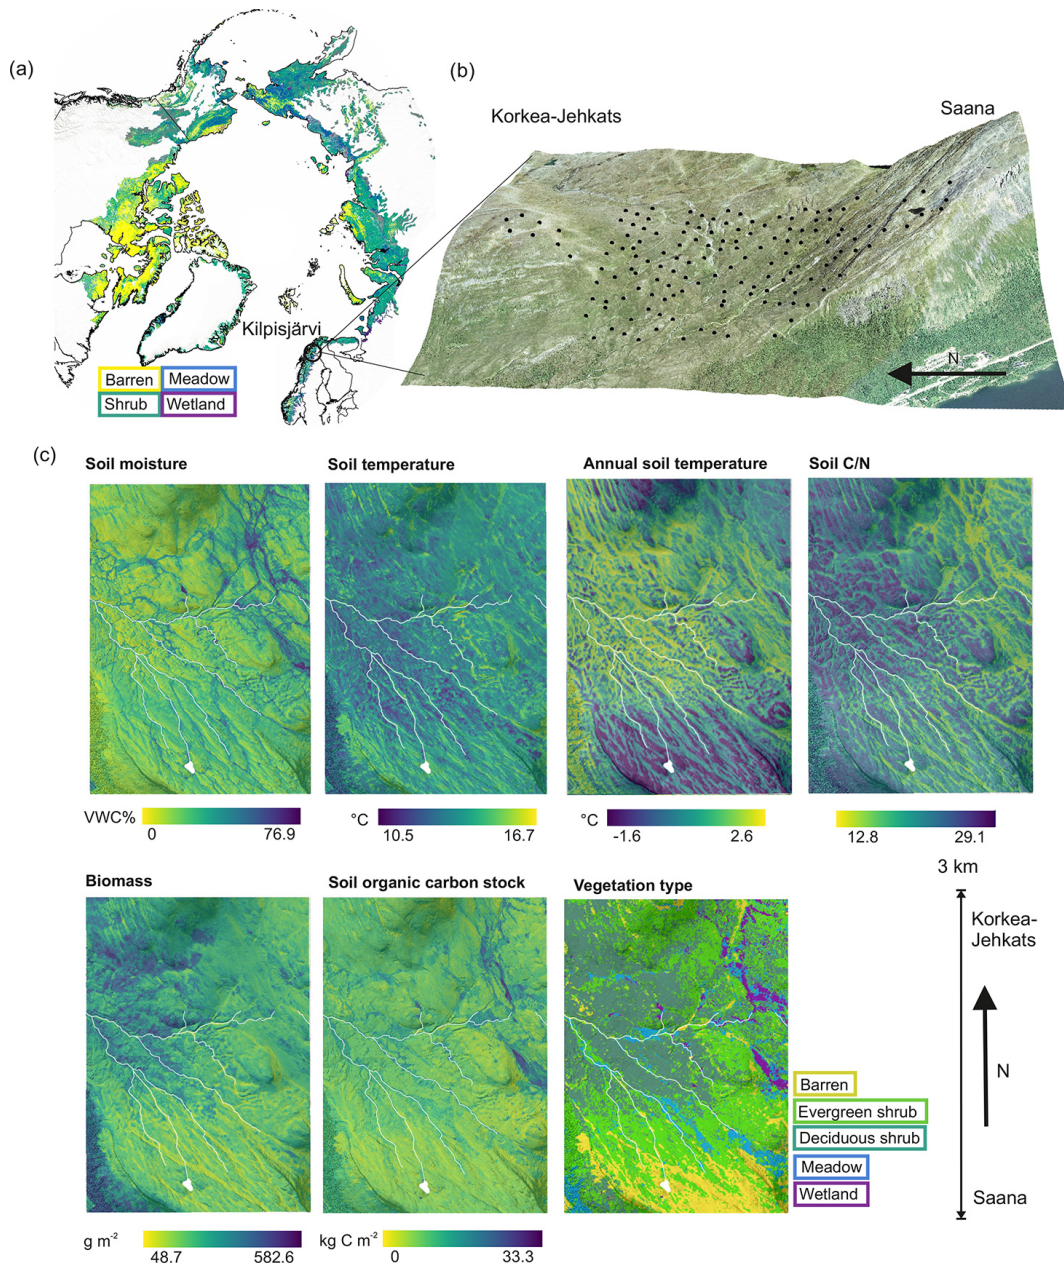 (a)
(b)
Korkea-Jehkats
Saana
Kilpisjärvi
Barren
Meadow
Shrub
Wetland
N
(c)
Soil moisture
Soil temperature
Annual soil temperature
Soil C/N
VWC%
0
76.9
°C
10.5
16.7
°C
-1.6
2.6
12.8
29.1
3 km
Biomass
Soil organic carbon stock
Vegetation type
Korkea-
Jehkats
N
Barren
Evergreen shrub
Deciduous shrub
Meadow
Wetland
Saana
g m⁻²
48.7
582.6
kg C m⁻²
0
33.3